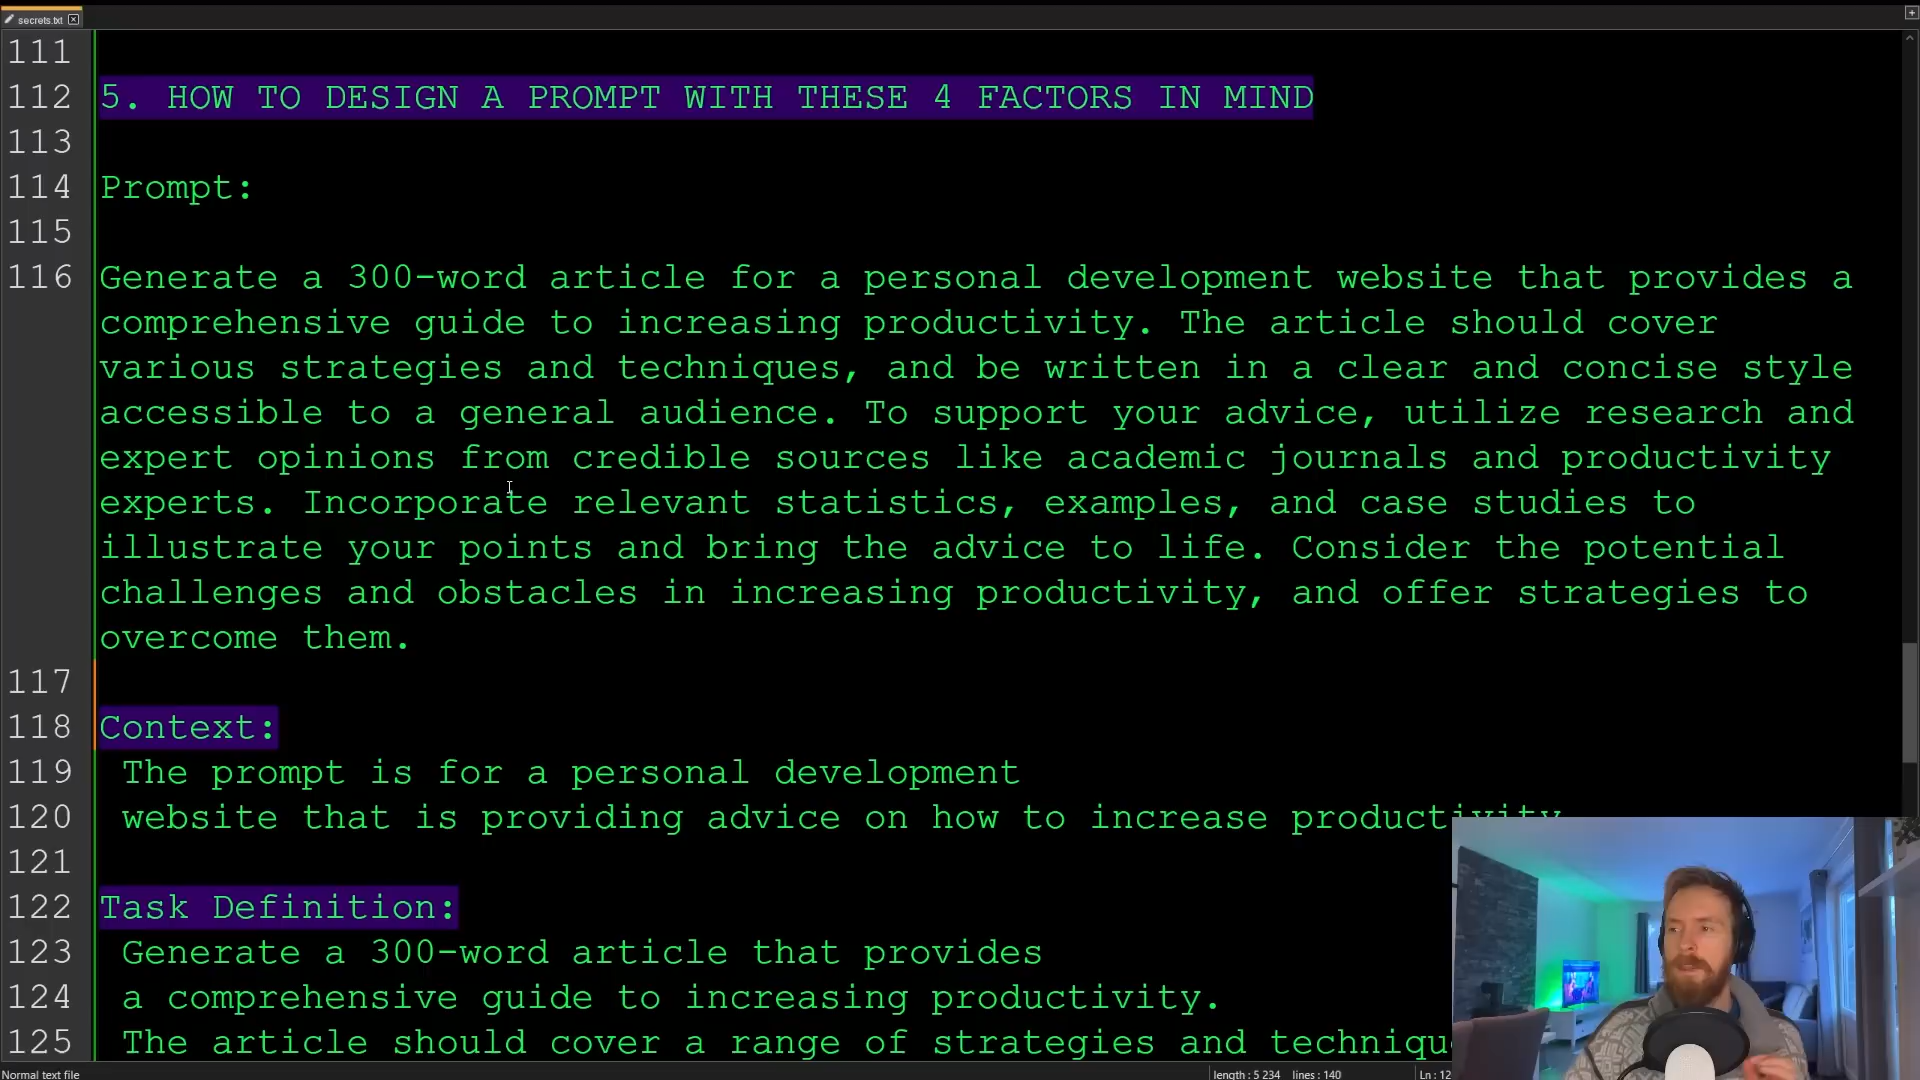 secrets.txt
111
112 5. HOW TO DESIGN A PROMPT WITH THESE 4 FACTORS IN MIND
113
114 Prompt:
115
116 Generate a 300-word article for a personal development website that provides a
comprehensive guide to increasing productivity. The article should cover
various strategies and techniques, and be written in a clear and concise style
accessible to a general audience. To support your advice, utilize research and
expert opinions from credible sources like academic journals and productivity
experts. Incorporate relevant statistics, examples, and case studies to
illustrate your points and bring the advice to life. Consider the potential
challenges and obstacles in increasing productivity, and offer strategies to
overcome them.
117
118 Context:
119 The prompt is for a personal development
120 website that is providing advice on how to increase productivity
121
122 Task Definition:
123 Generate a 300-word article that provides
124 a comprehensive guide to increasing productivity.
125 The article should cover a range of strategies and techniqu
Normal text file length : 5 234 lines : 140 Ln : 12